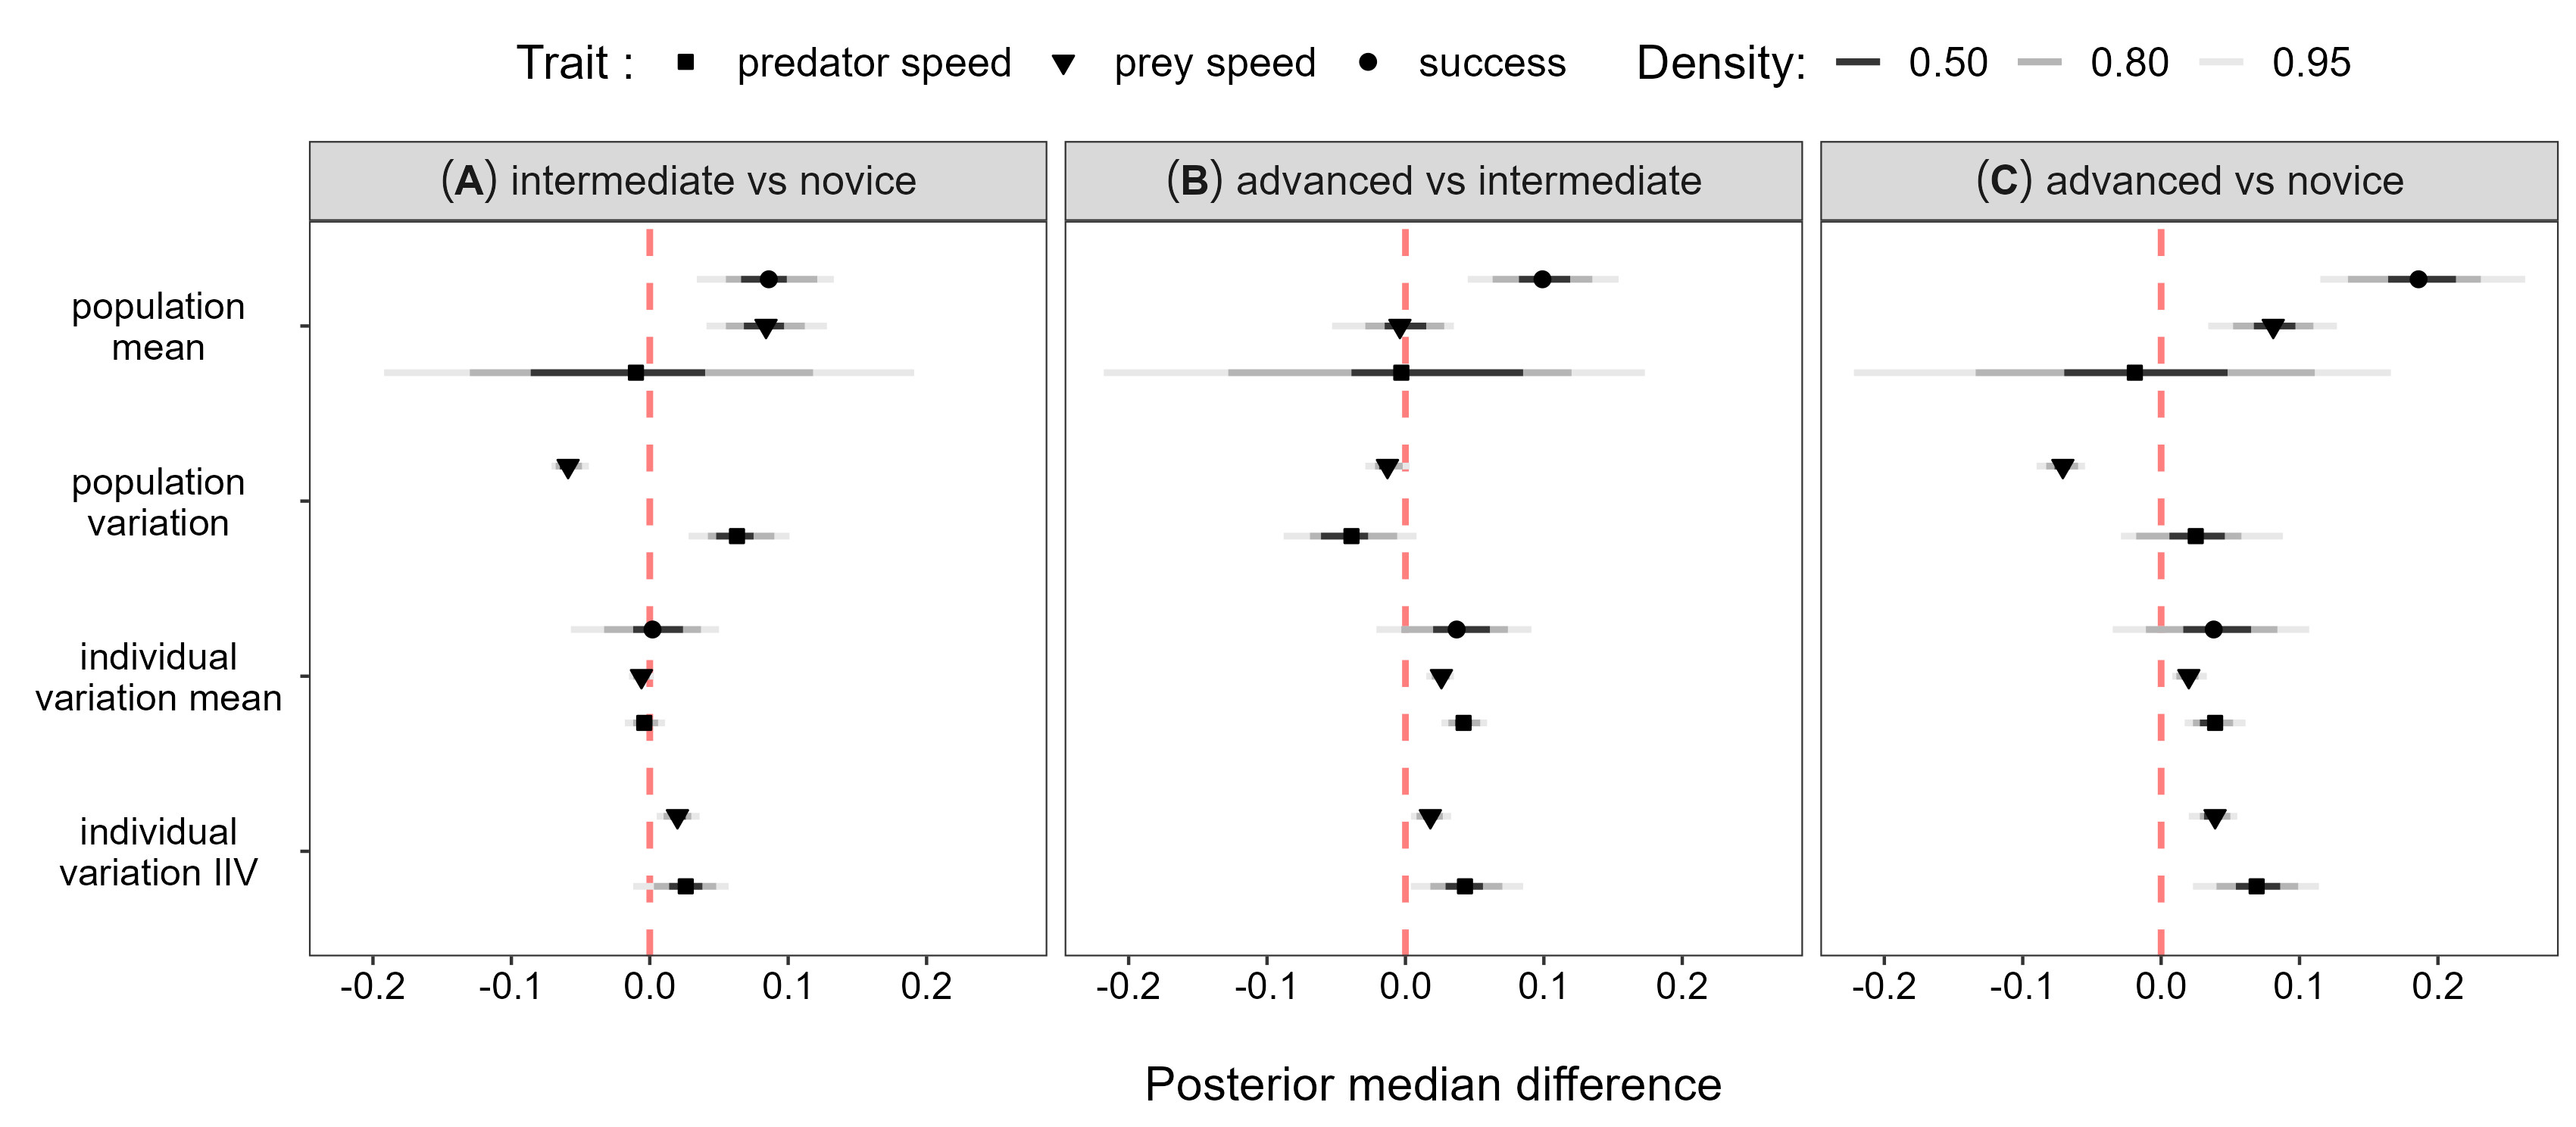 Trait : predator speed prey speed success Density: 0.50 0.80 0.95
(A) intermediate vs novice
(B) advanced vs intermediate
(C) advanced vs novice
population
mean
population
variation
individual
variation mean
individual
variation IIV
-0.2 -0.1 0.0 0.1 0.2
-0.2 -0.1 0.0 0.1 0.2
-0.2 -0.1 0.0 0.1 0.2
Posterior median difference